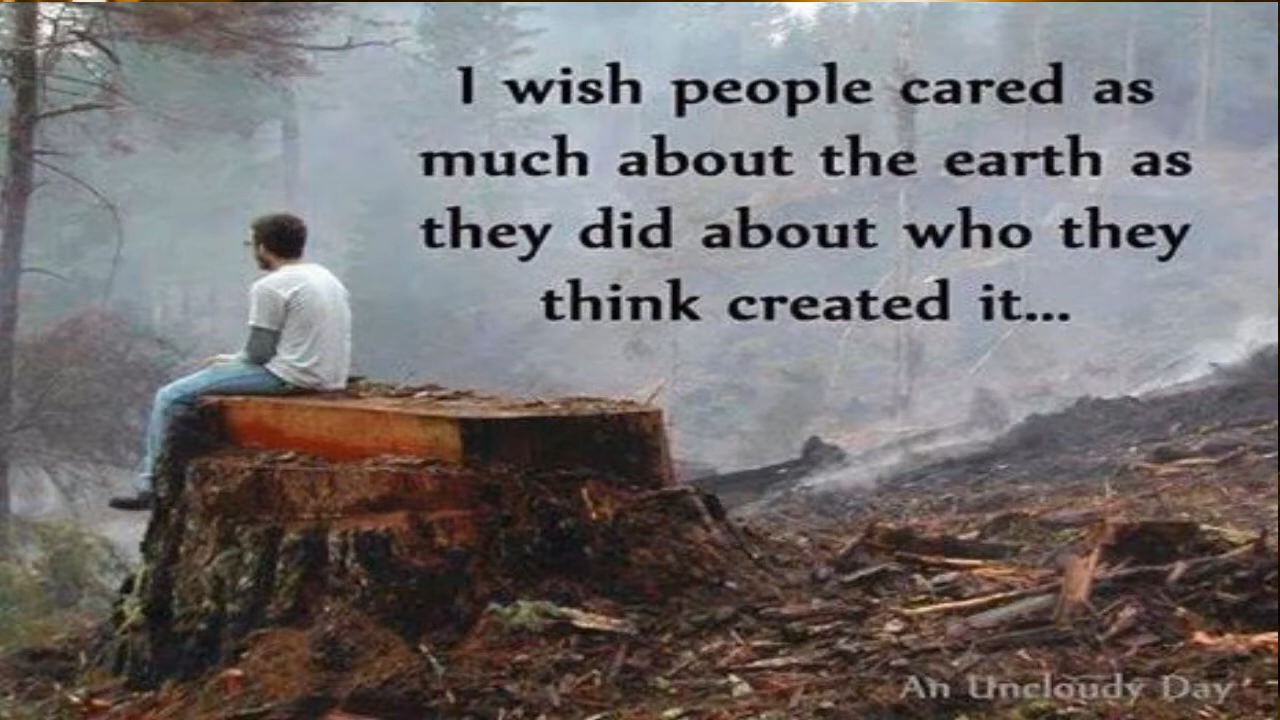 I wish people cared as
much about the earth as
they did about who they
think created it...
An Uncloudy Day